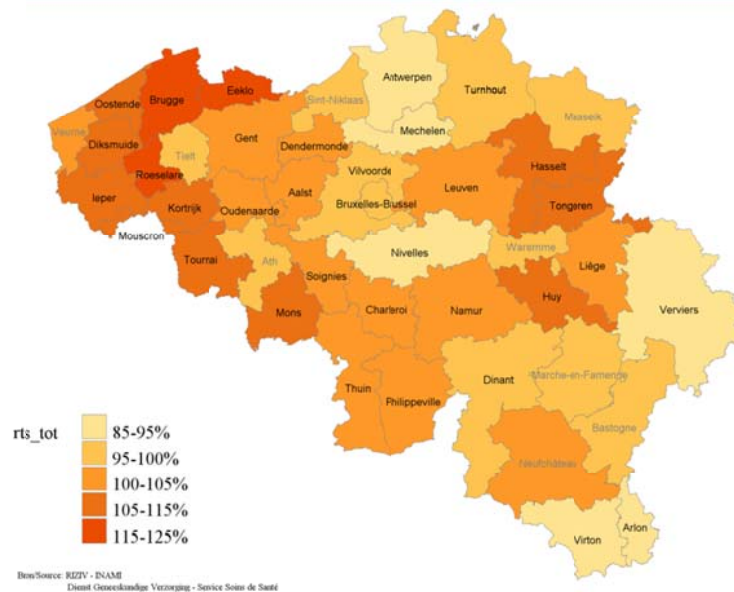 Antwerpen
Turnhout
Eeklo
Brugge
Sint-Niklaas
Oostende
Maaseik
Veurne
Mechelen
Gent
Diksmuide
Dendermonde
Tielt
Vilvoorde
Hasselt
Roeselare
Aalst
Leuven
Ieper
Kortrijk
Bruxelles-Brussel
Tongeren
Oudenaarde
Mouscron
Nivelles
Waremme
Tournai
Ath
Soignies
Liège
Huy
Verviers
Mons
Charleroi
Namur
Dinant
Marche-en-Famenne
Thuin
Philippeville
Bastogne
Neufchâteau
Virton
Arlon
rts_tot
85-95%
95-100%
100-105%
105-115%
115-125%
Bron/Source: RIZIV - INAMI
Dienst Geneeskundige Verzorging - Service Soins de Santé